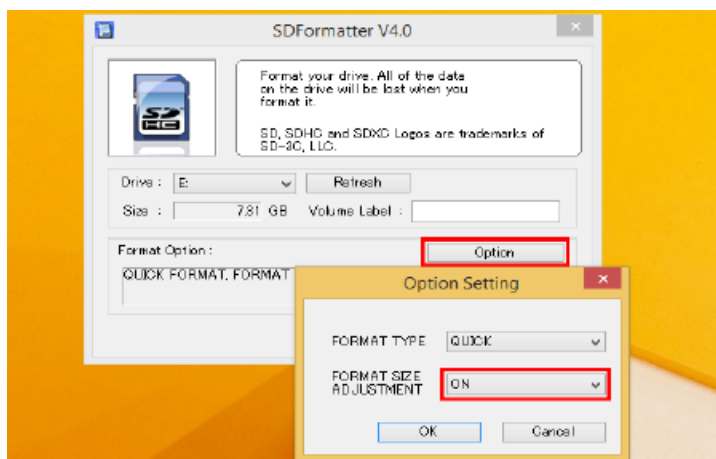 SDFormatter V4.0
Format your drive. All of the data
on the drive will be lost when you
format it.
SD, SDHC and SDXC Logos are trademarks of
SD-3C, LLC.
Drive : E: Refresh
Size : 7.81 GB Volume Label :
Format Option :
Option
QUICK FORMAT, FORMAT
Option Setting
FORMAT TYPE QUICK
FORMAT SIZE
ADJUSTMENT ON
OK Cancel